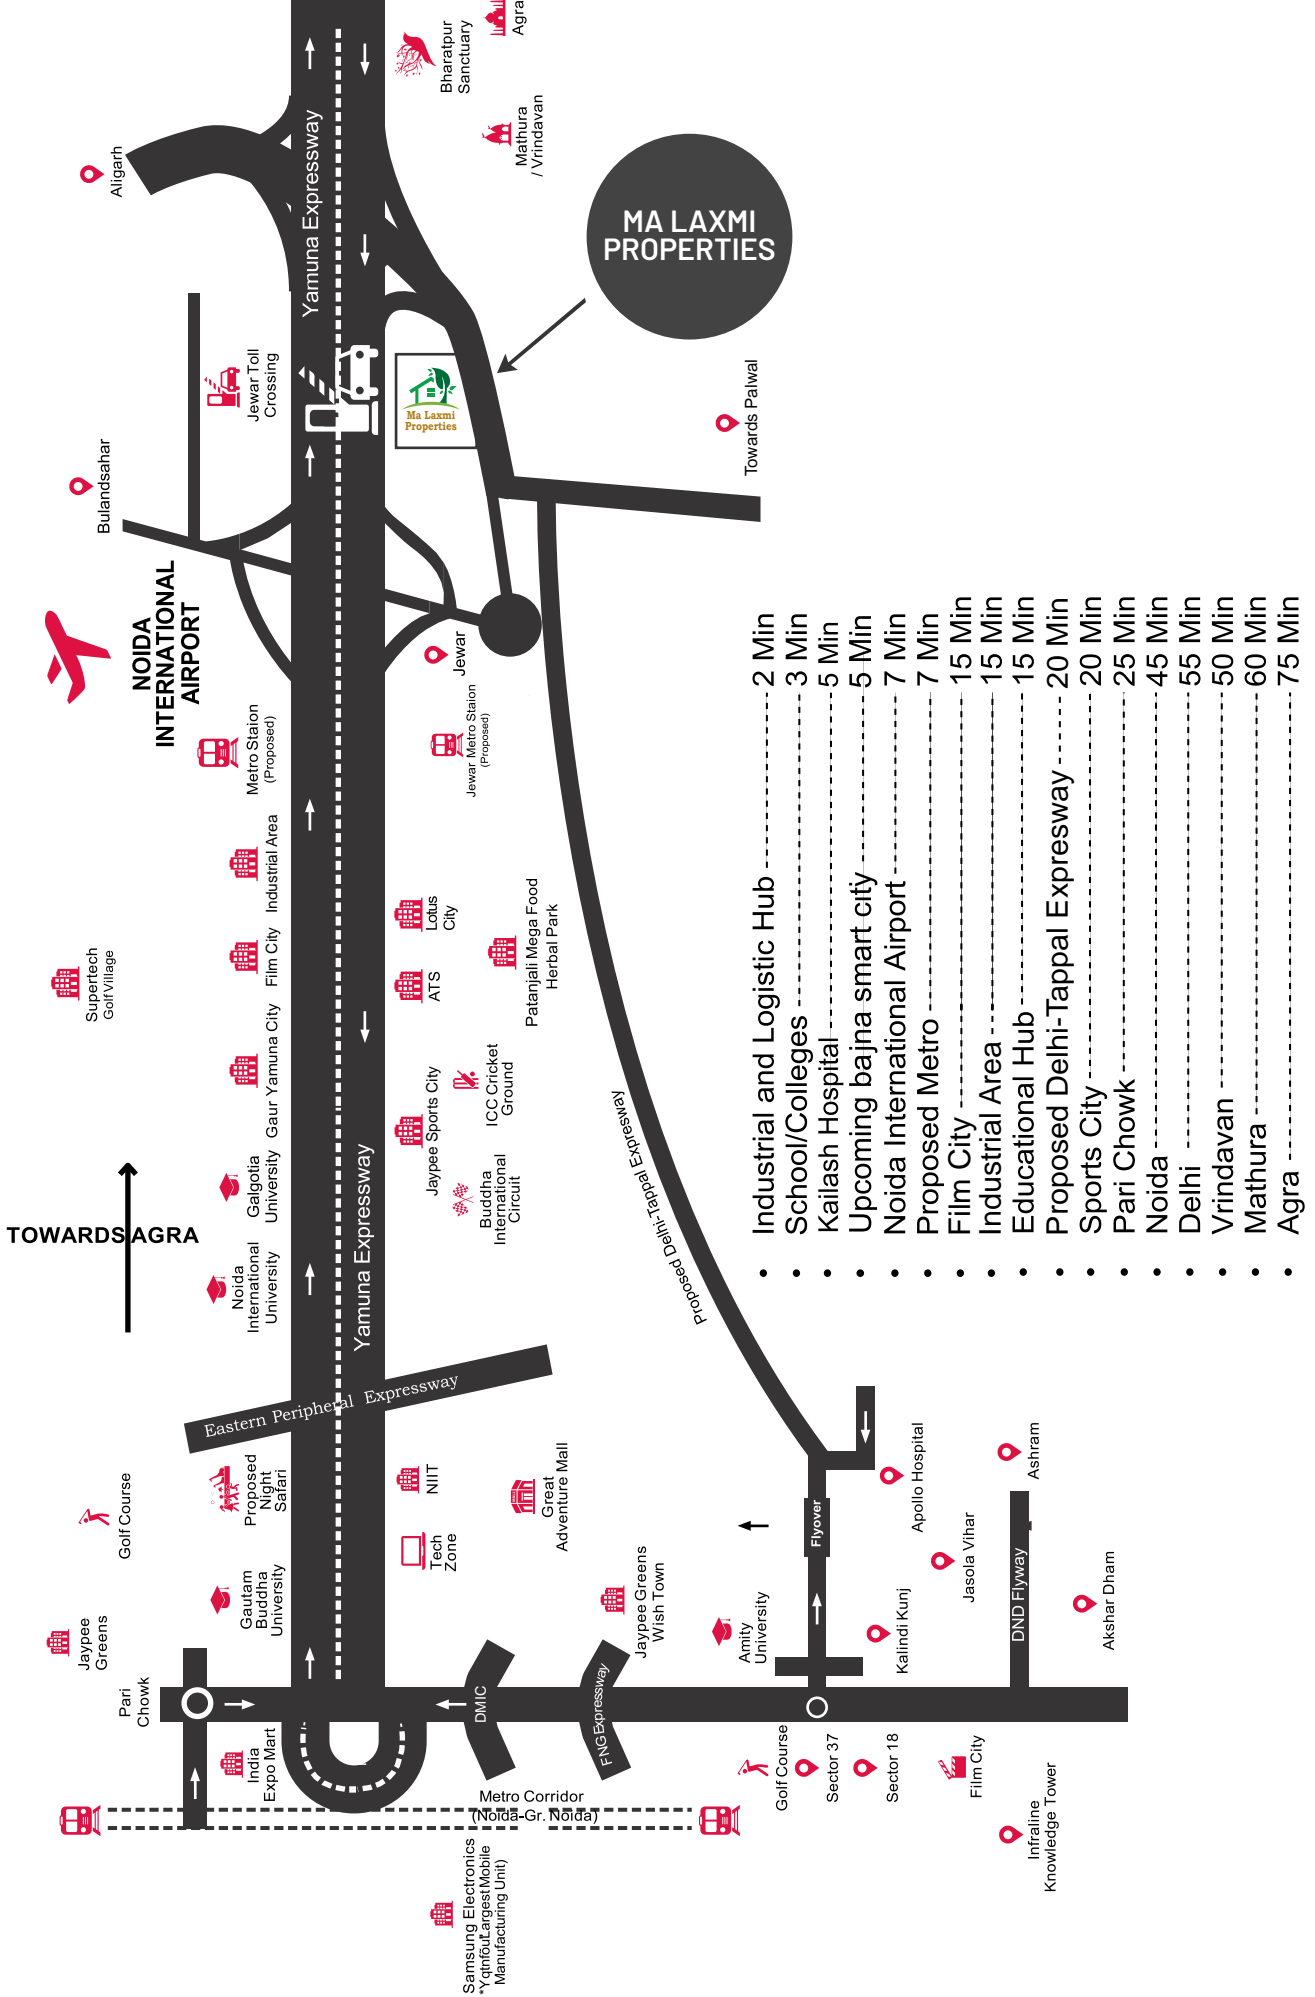 Agra
Bharatpur
Sanctuary
Mathura
/ Vrindavan
Aligarh
Yamuna Expressway
MA LAXMI
PROPERTIES
Jewar Toll
Crossing
Ma Laxmi
Properties
Towards Palwal
Bulandsahar
NOIDA
INTERNATIONAL
AIRPORT
Jewar
Metro Staion
(Proposed)
Jewar Metro Staion
(Proposed)
Industrial Area
Film City
Supertech
Golf Village
Gaur Yamuna City
Lotus
City
ATS
Patanjali Mega Food
Herbal Park
Jaypee Sports City
ICC Cricket
Ground
Buddha
International
Circuit
Galgotia
University
TOWARDS AGRA
Noida
International
University
Yamuna Expressway
Proposed Delhi-Tappal Expresway
Eastern Peripheral Expressway
Golf Course
Proposed
Night
Safari
NIIT
Great
Adventure Mall
Tech
Zone
Gautam
Buddha
University
Jaypee
Greens
Jaypee Greens
Wish Town
Amity
University
Flyover
Apollo Hospital
Ashram
Jasola Vihar
Kalindi Kunj
DND Flyway
Akshar Dham
Pari
Chowk
DMIC
FNG Expressway
India
Expo Mart
Golf Course
Sector 37
Sector 18
Film City
Infraline
Knowledge Tower
Metro Corridor
(Noida-Gr. Noida)
Samsung Electronics
Largest Mobile
Manufacturing Unit)
• Industrial and Logistic Hub ---------- 2 Min
• School/Colleges ---------- 3 Min
• Kailash Hospital ---------- 5 Min
• Upcoming bajna smart city ---------- 5 Min
• Noida International Airport ---------- 7 Min
• Proposed Metro ---------- 7 Min
• Film City ---------- 15 Min
• Industrial Area ---------- 15 Min
• Educational Hub ---------- 15 Min
• Proposed Delhi-Tappal Expresway ---------- 20 Min
• Sports City ---------- 20 Min
• Pari Chowk ---------- 25 Min
• Noida ---------- 45 Min
• Delhi ---------- 55 Min
• Vrindavan ---------- 50 Min
• Mathura ---------- 60 Min
• Agra ---------- 75 Min